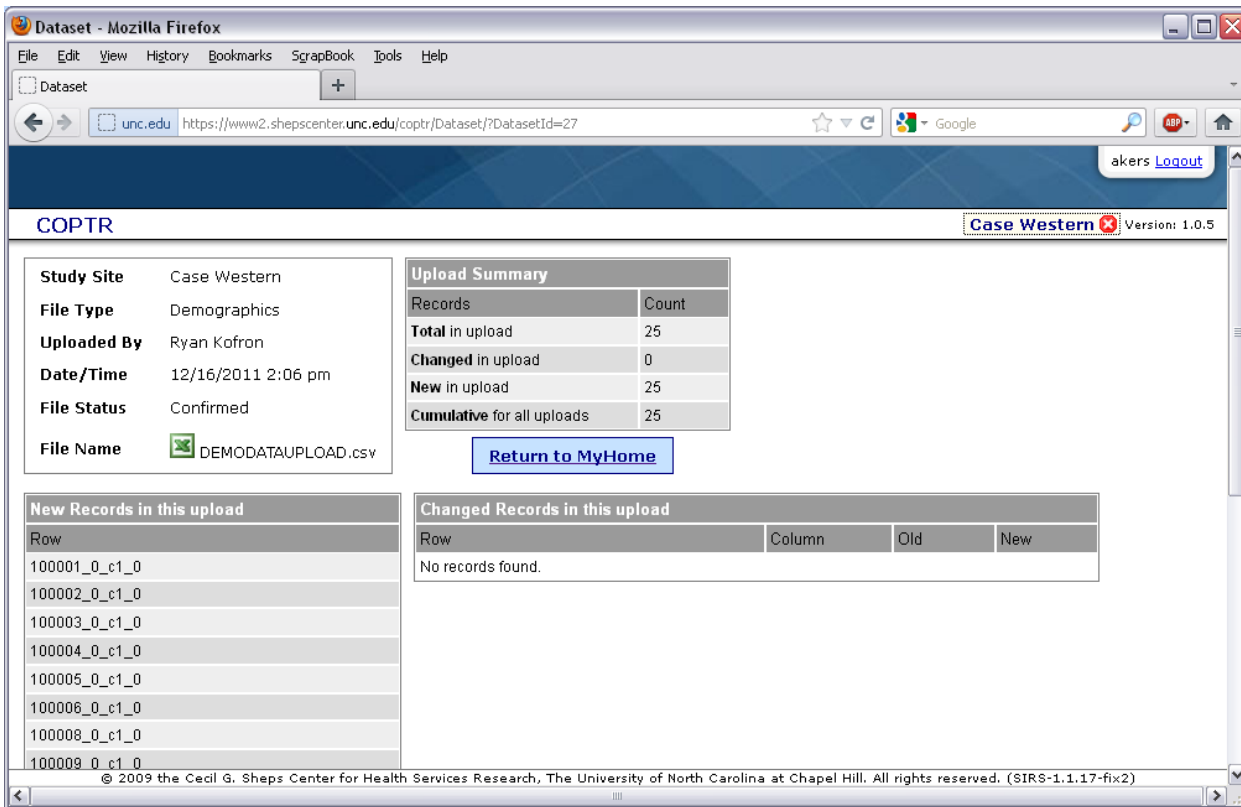 Dataset - Mozilla Firefox
File Edit View History Bookmarks ScrapBook Tools Help
Dataset +
unc.edu https://www2.shepscenter.unc.edu/coptr/Dataset/?DatasetId=27 Google ABP
akers Logout
COPTR Case Western Version: 1.0.5
Study Site Case Western
File Type Demographics
Uploaded By Ryan Kofron
Date/Time 12/16/2011 2:06 pm
File Status Confirmed
File Name DEMODATAUPLOAD.csv
Upload Summary
Records Count
Total in upload 25
Changed in upload 0
New in upload 25
Cumulative for all uploads 25
Return to MyHome
New Records in this upload
Row
100001_0_c1_0
100002_0_c1_0
100003_0_c1_0
100004_0_c1_0
100005_0_c1_0
100006_0_c1_0
100008_0_c1_0
100009_0_c1_0
Changed Records in this upload
Row Column Old New
No records found.
© 2009 the Cecil G. Sheps Center for Health Services Research, The University of North Carolina at Chapel Hill. All rights reserved. (SIRS-1.1.17-fix2)